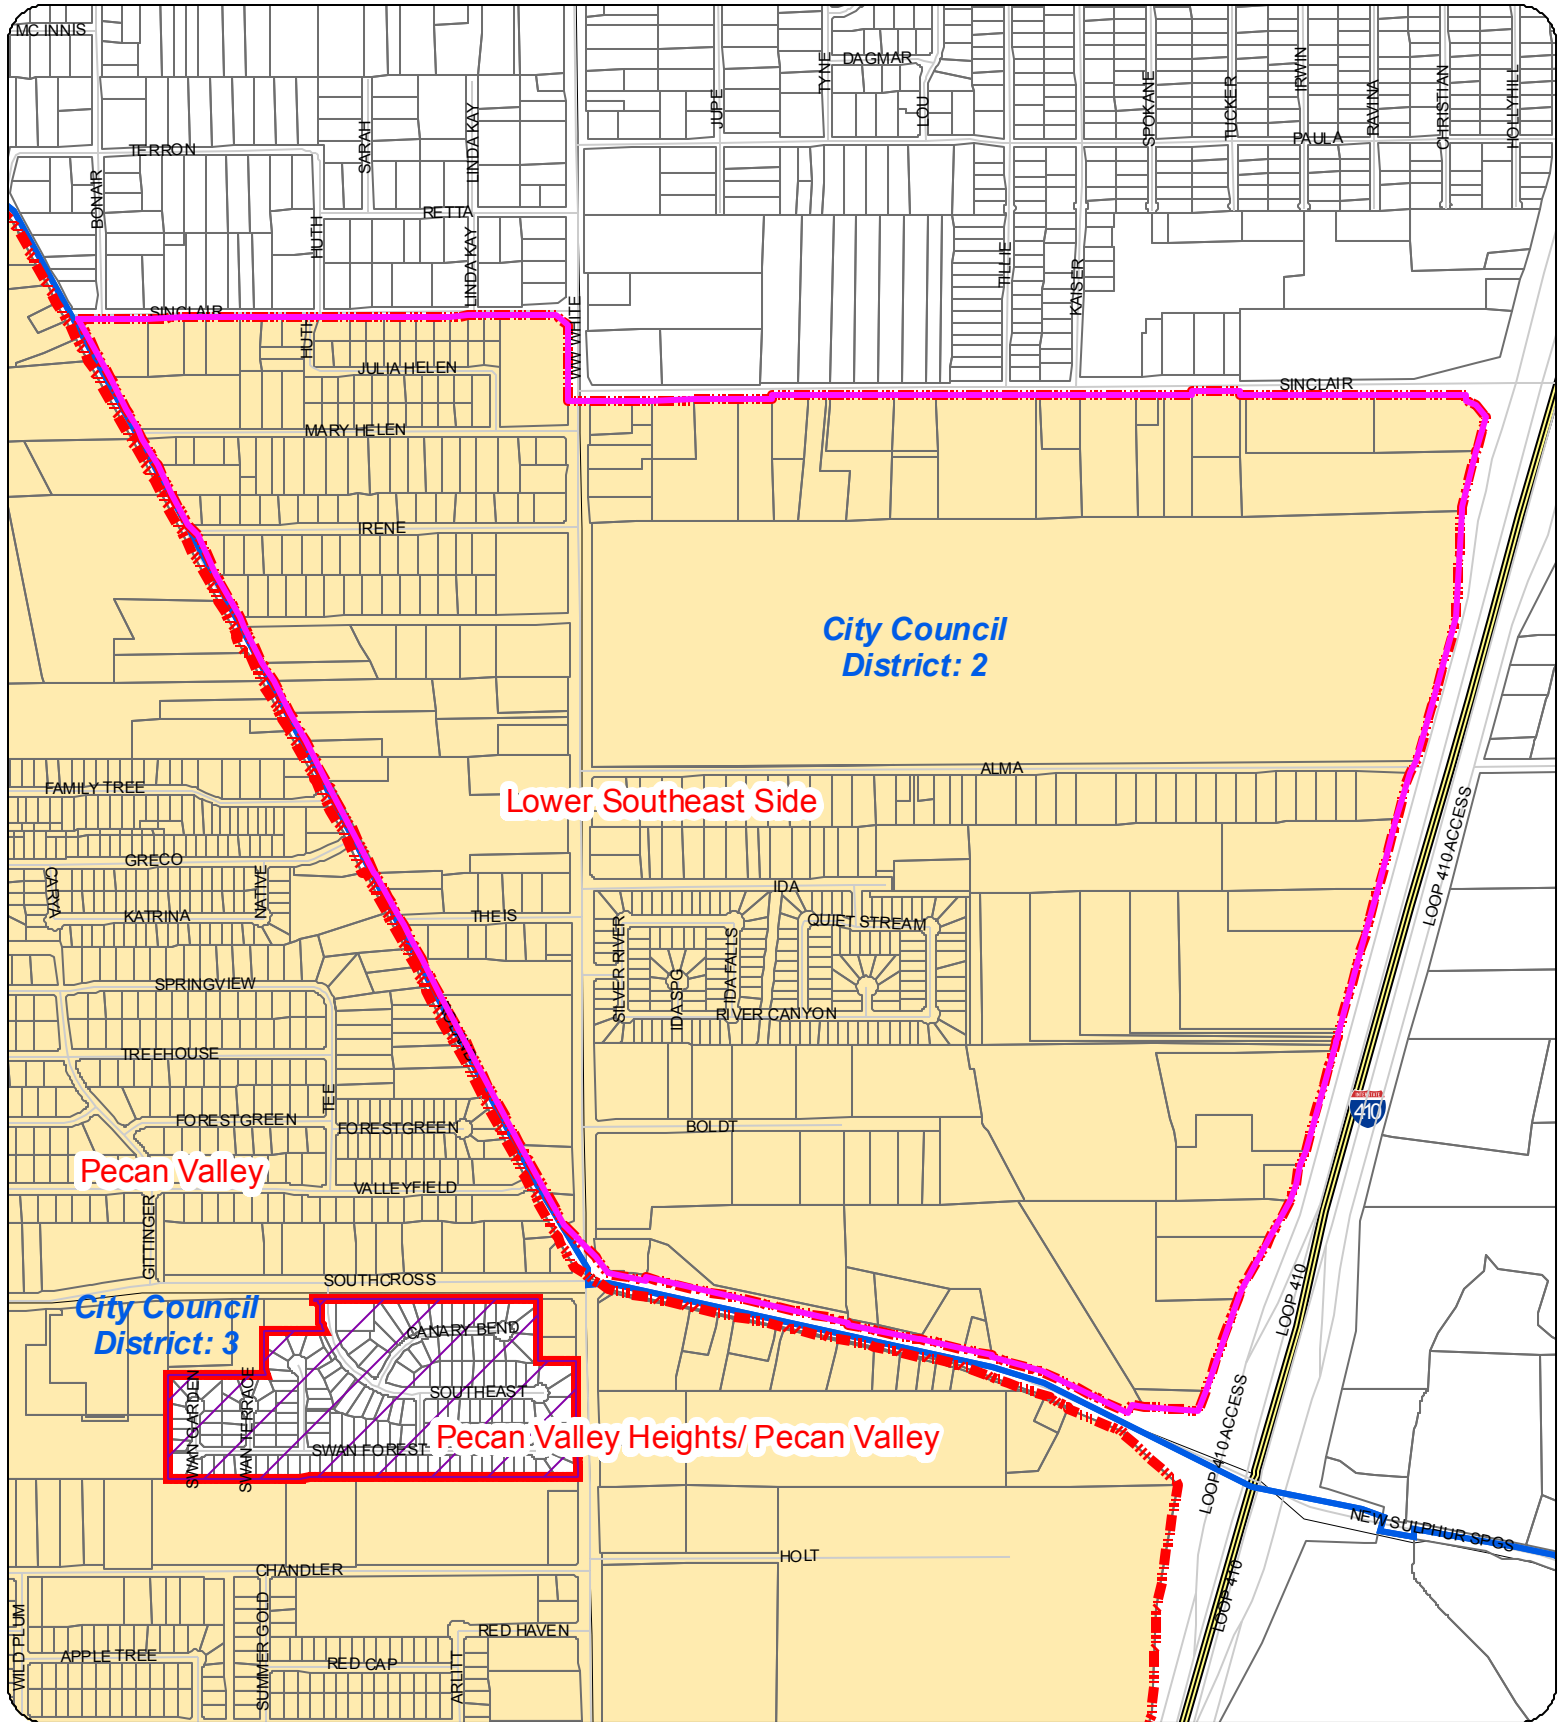 MC INNIS
DAGMAR
TYNE
LOU
JUPE
SPOKANE
TUCKER
IRWIN
RAVINA
CHRISTIAN
HOLLYHILL
PAULA
TERRON
SARAH
LINDA KAY
BONAIR
RETTA
HUTH
LINDA KAY
TILLIE
KAISER
SINCLAIR
WW WHITE
HUTH
JULIA HELEN
SINCLAIR
MARY HELEN
IRENE
City Council
District: 2
ALMA
FAMILY TREE
Lower Southeast Side
LOOP 410 ACCESS
GRECO
CARYA
NATIVE
IDA
KATRINA
THEIS
QUIET STREAM
SILVER RIVER
IDA SPG
IDA FALLS
SPRINGVIEW
RIVER CANYON
TREEHOUSE
TEE
INTERSTATE
410
FORESTGREEN
FORESTGREEN
BOLDT
Pecan Valley
VALLEYFIELD
GITTINGER
SOUTHCROSS
LOOP 410
City Council
District: 3
CANARY BEND
SWAN GARDEN
SWAN TERRACE
SOUTHEAST
SWAN FOREST
Pecan Valley Heights/ Pecan Valley
LOOP 410 ACCESS
NEW SULPHUR SPGS
HOLT
CHANDLER
LOOP 410
WILD PLUM
SUMMER GOLD
RED HAVEN
APPLE TREE
RED CAP
ARLITT